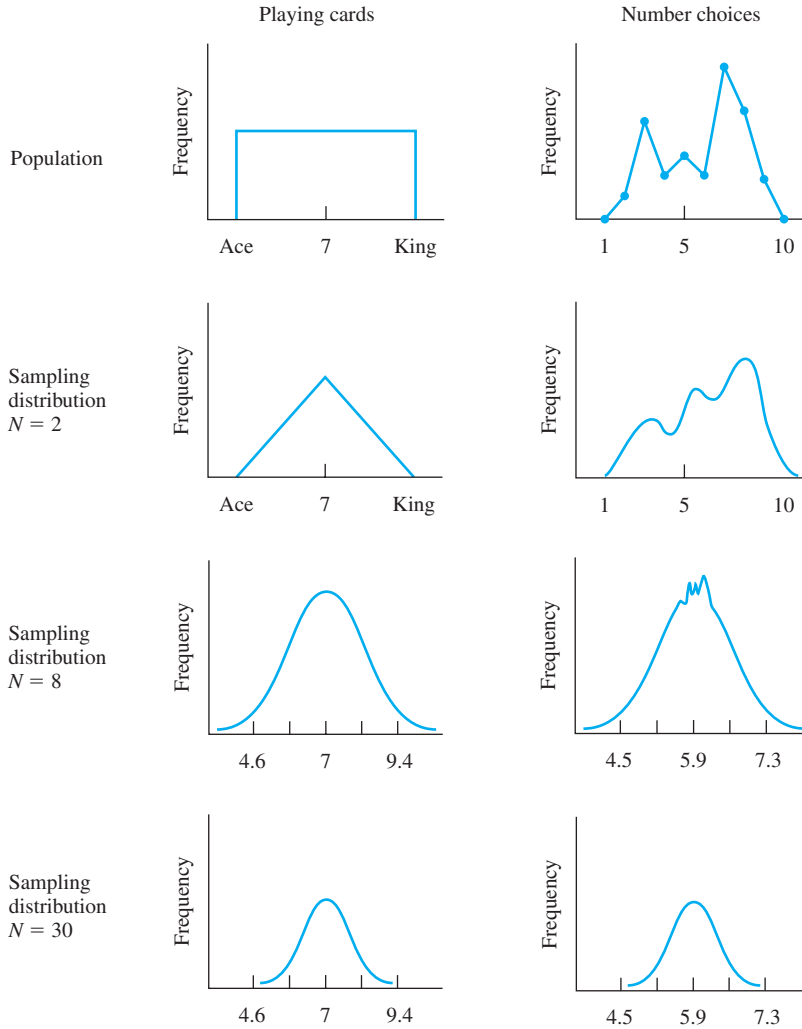 Playing cards
Number choices
Population
Frequency
Ace 7 King
Frequency
1 5 10
Sampling
distribution
N = 2
Frequency
Ace 7 King
Frequency
1 5 10
Sampling
distribution
N = 8
Frequency
4.6 7 9.4
Frequency
4.5 5.9 7.3
Sampling
distribution
N = 30
Frequency
4.6 7 9.4
Frequency
4.5 5.9 7.3